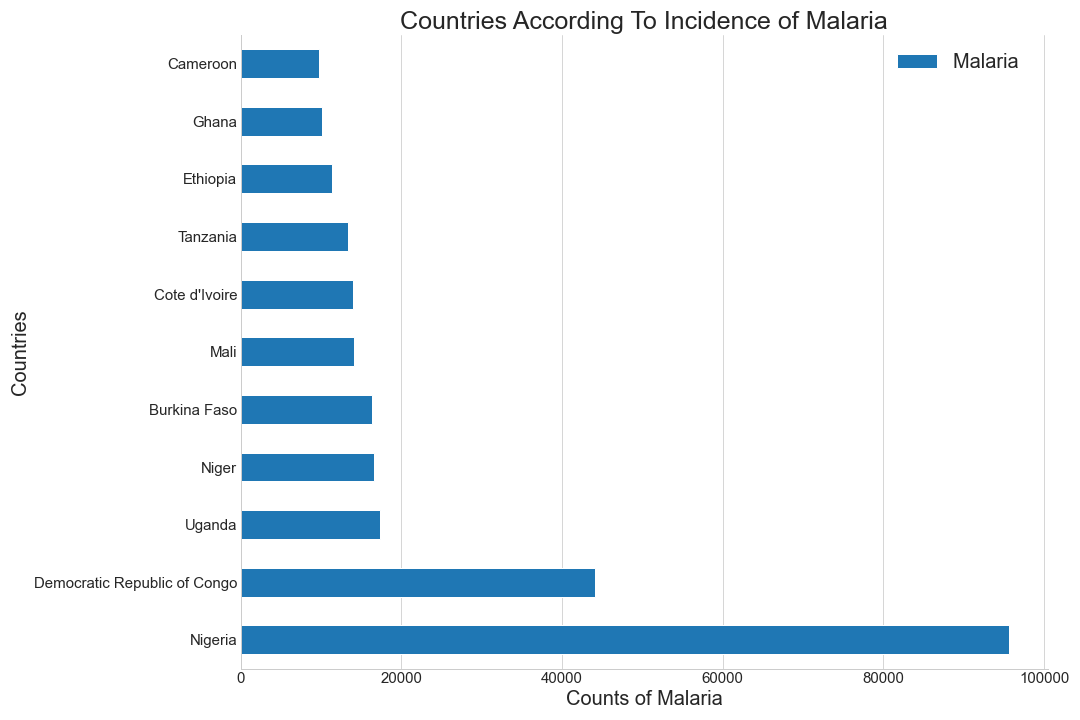 Countries According To Incidence of Malaria
Malaria
Countries
Cameroon
Ghana
Ethiopia
Tanzania
Cote d'Ivoire
Mali
Burkina Faso
Niger
Uganda
Democratic Republic of Congo
Nigeria
0 20000 40000 60000 80000 100000
Counts of Malaria